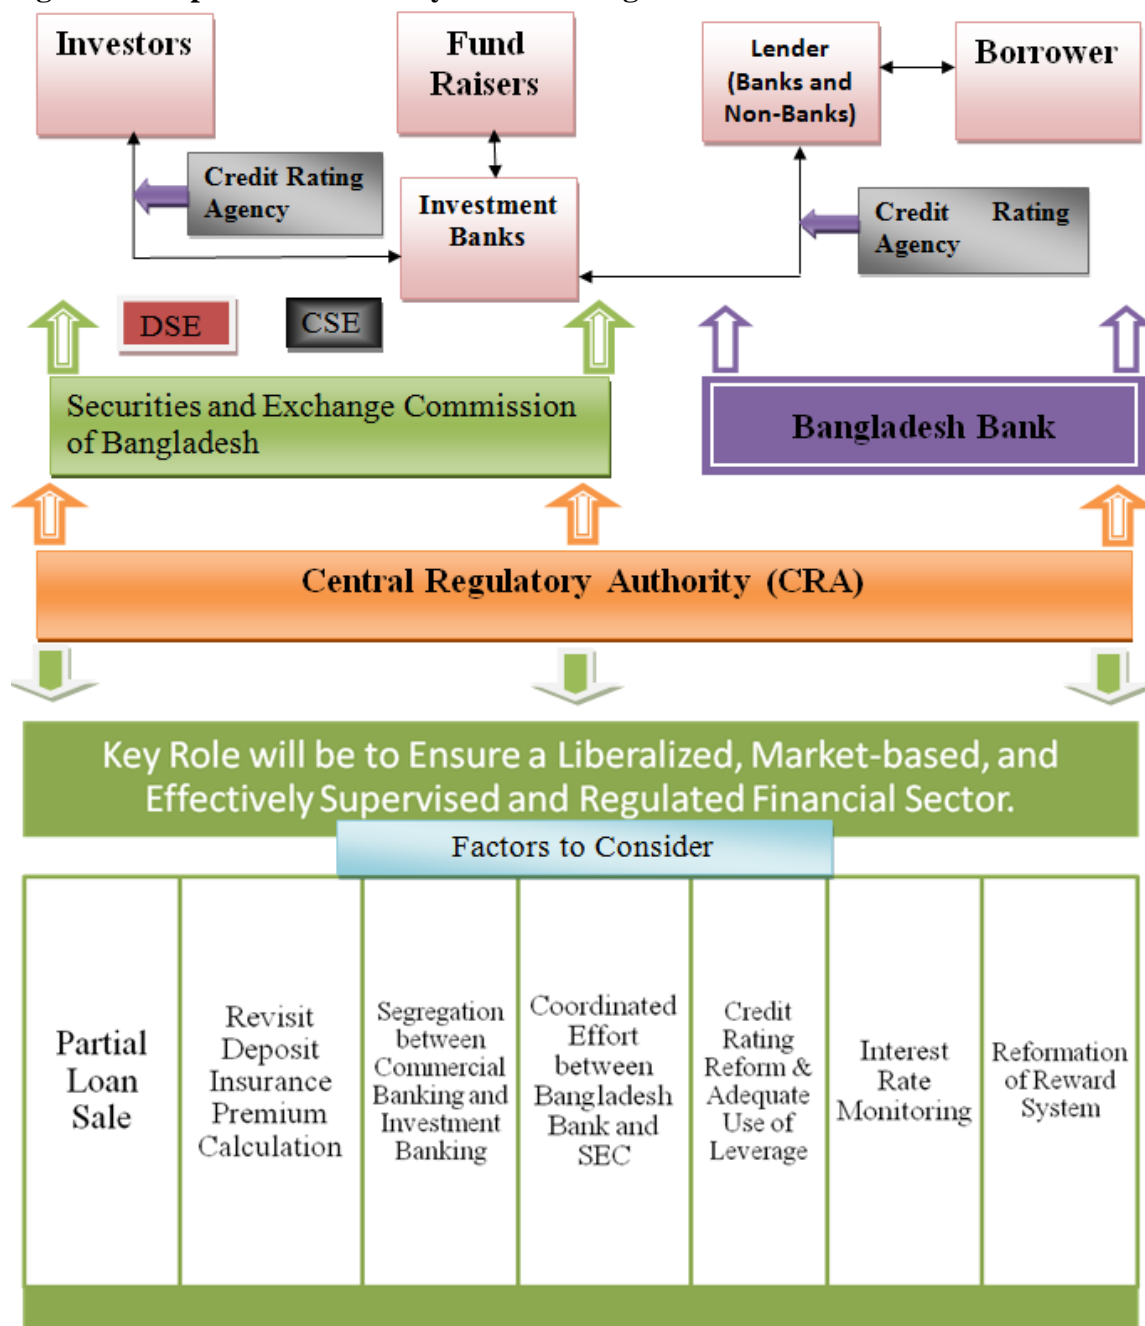 Investors
Fund
Raisers
Lender
(Banks and
Non-Banks)
Borrower
Credit Rating
Agency
Investment
Banks
Credit Rating
Agency
DSE
CSE
Securities and Exchange Commission
of Bangladesh
Bangladesh Bank
Central Regulatory Authority (CRA)
Key Role will be to Ensure a Liberalized, Market-based, and
Effectively Supervised and Regulated Financial Sector.
Factors to Consider
Partial
Loan
Sale
Revisit
Deposit
Insurance
Premium
Calculation
Segregation
between
Commercial
Banking and
Investment
Banking
Coordinated
Effort
between
Bangladesh
Bank and
SEC
Credit
Rating
Reform &
Adequate
Use of
Leverage
Interest
Rate
Monitoring
Reformation
of Reward
System